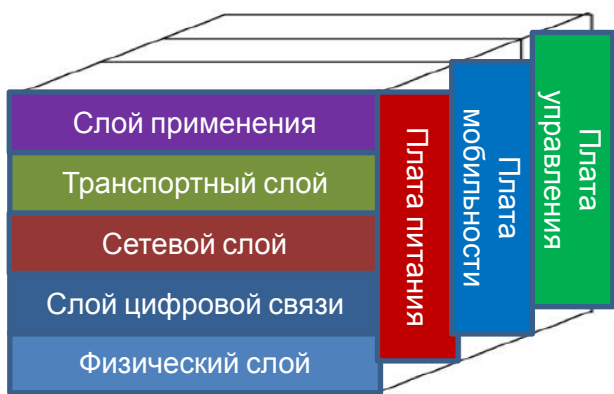 Слой применения
Транспортный слой
Сетевой слой
Слой цифровой связи
Физический слой
Плата питания
Плата
мобильности
Плата
управления